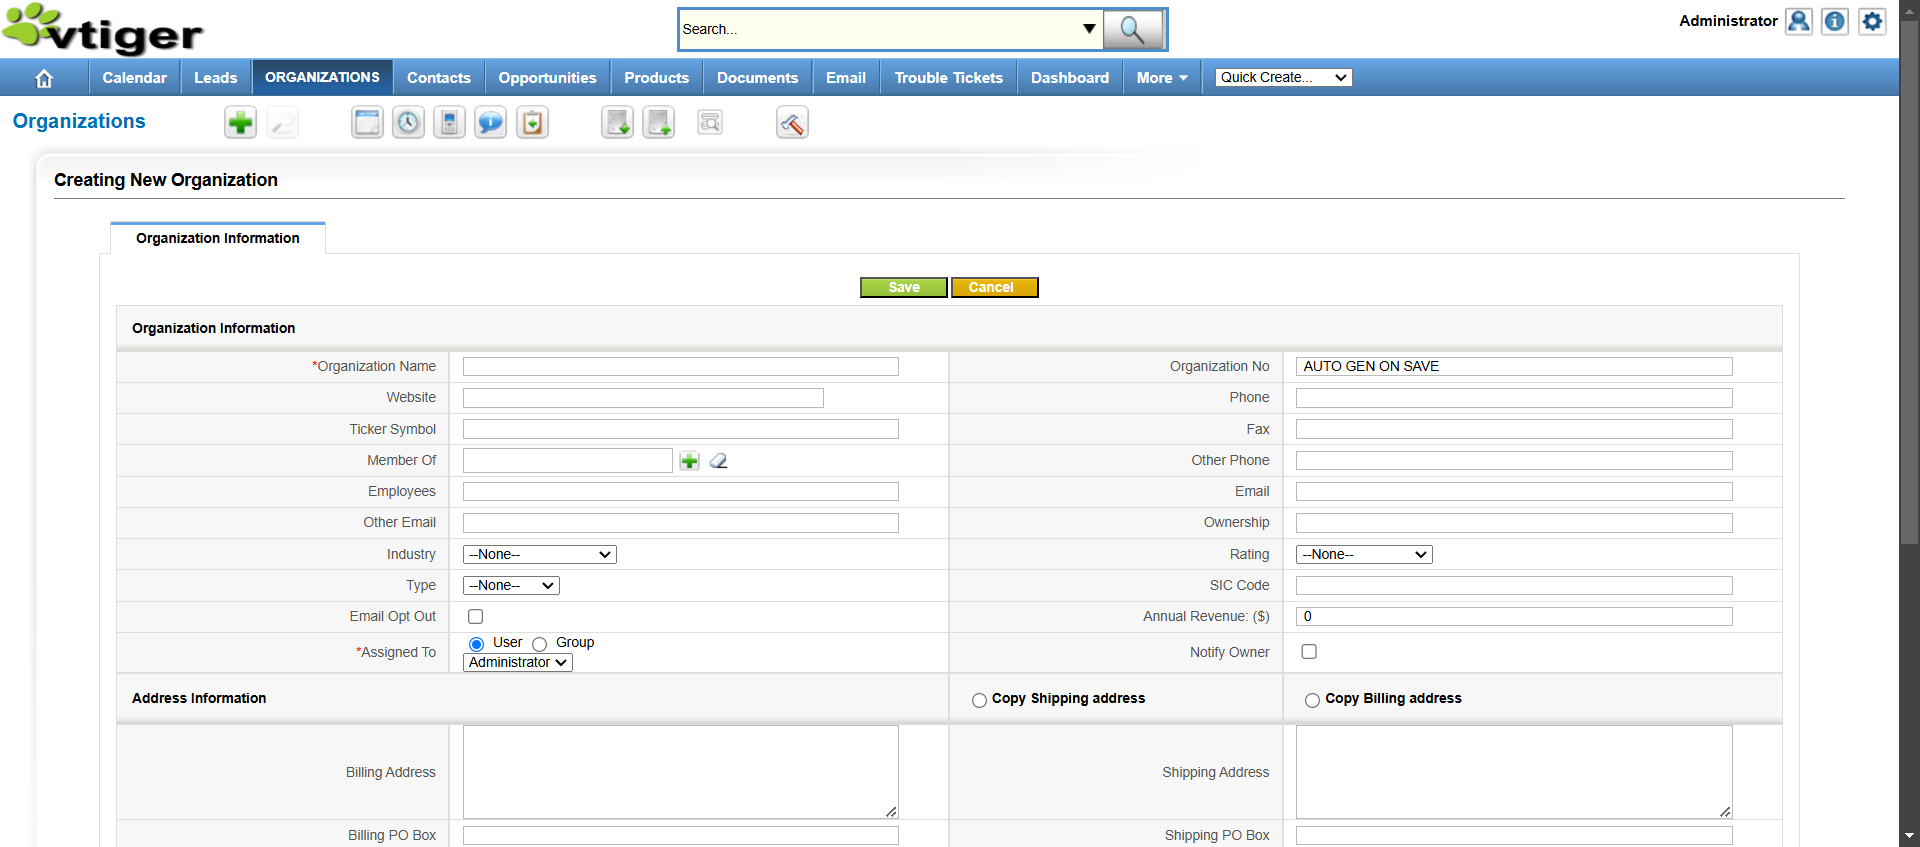 vtiger
Search...
Administrator
Calendar
Leads
ORGANIZATIONS
Contacts
Opportunities
Products
Documents
Email
Trouble Tickets
Dashboard
More
Quick Create...
Organizations
Creating New Organization
Organization Information
Save
Cancel
Organization Information
*Organization Name
Organization No
AUTO GEN ON SAVE
Website
Phone
Ticker Symbol
Fax
Member Of
Other Phone
Employees
Email
Other Email
Ownership
Industry
--None--
Rating
--None--
Type
--None--
SIC Code
Email Opt Out
Annual Revenue: ($)
0
*Assigned To
User
Group
Administrator
Notify Owner
Address Information
Copy Shipping address
Copy Billing address
Billing Address
Shipping Address
Billing PO Box
Shipping PO Box